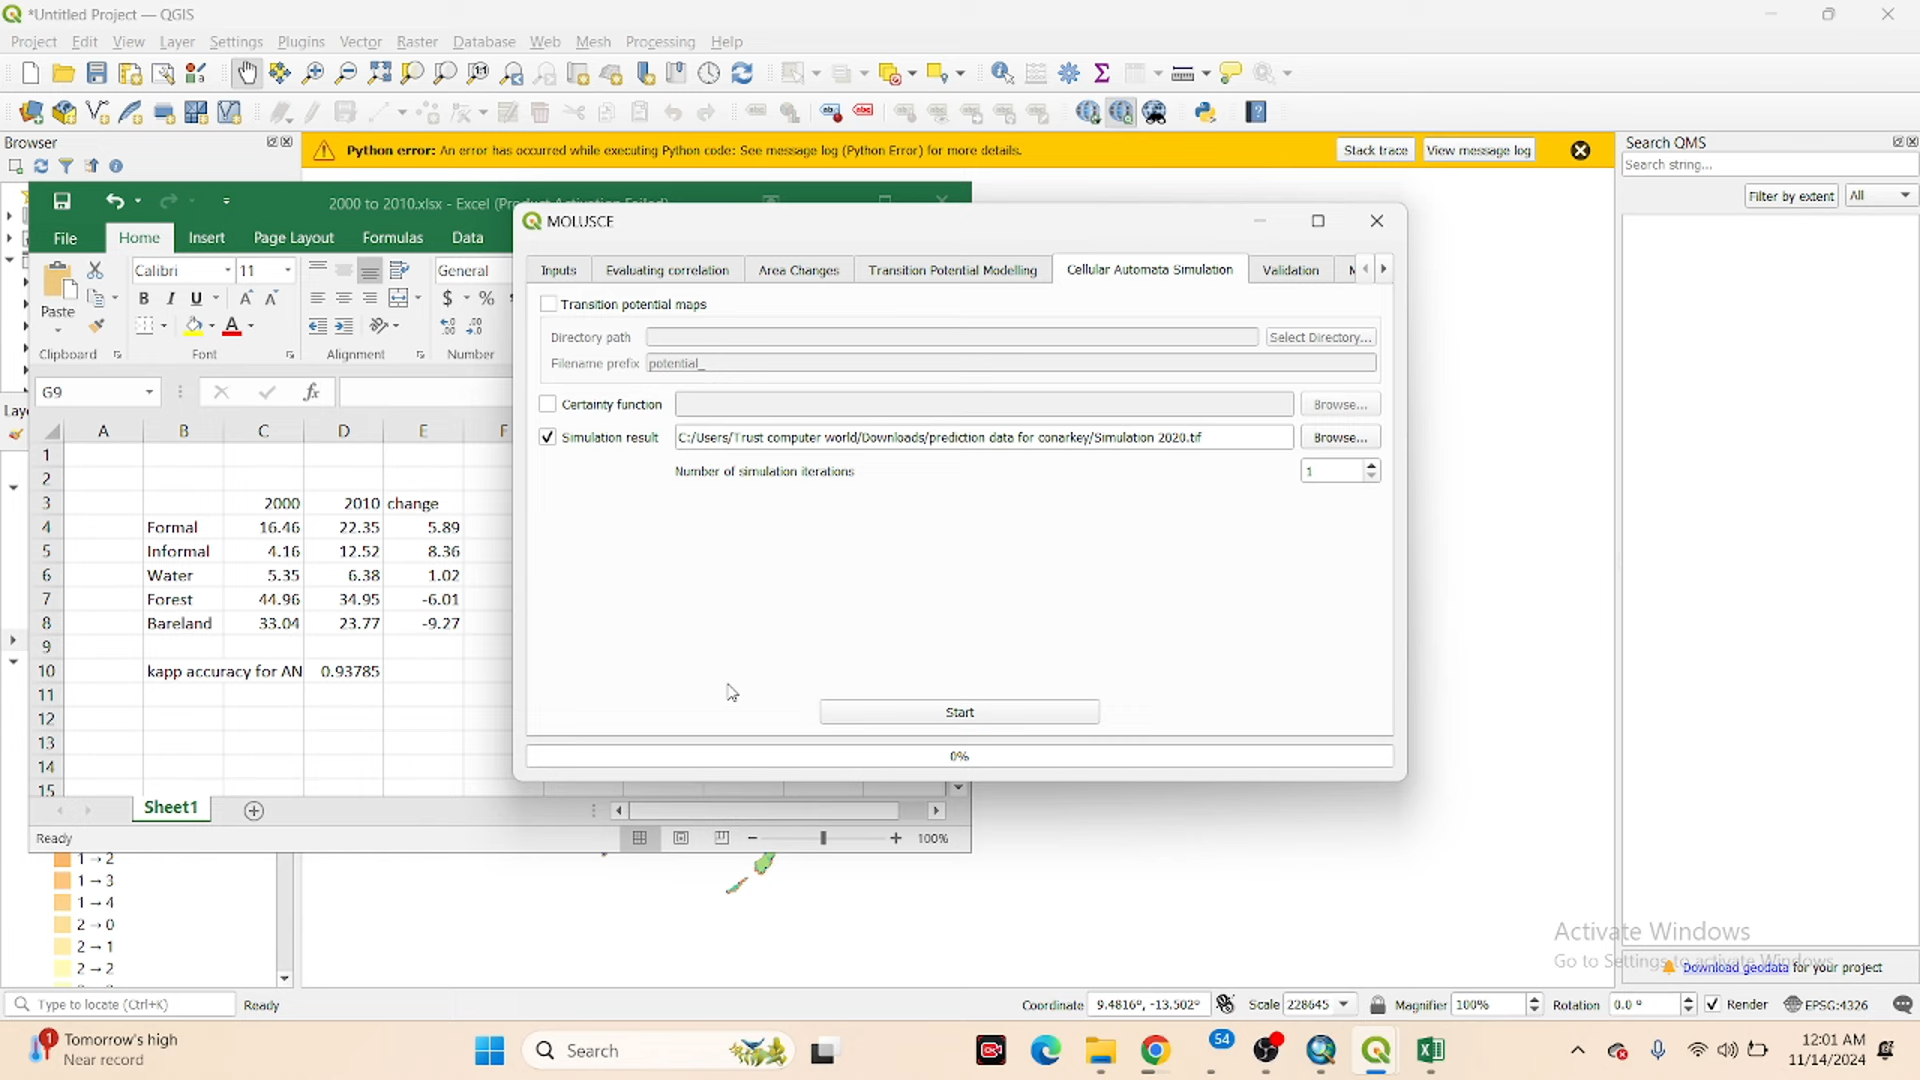 *Untitled Project — QGIS
Project Edit View Layer Settings Plugins Vector Raster Database Web Mesh Processing Help
Browser
Python error: An error has occurred while executing Python code: See message log (Python Error) for more details.
Stack trace
View message log
Search QMS
Search string...
Filter by extent
All
2000 to 2010.xlsx - Excel (Product Activation Failed)
File Home Insert Page Layout Formulas Data
Paste
Calibri 11
General
Clipboard Font Alignment Number
G9
A B C D E F
1
2
3 2000 2010 change
4 Formal 16.46 22.35 5.89
5 Informal 4.16 12.52 8.36
6 Water 5.35 6.38 1.02
7 Forest 44.96 34.95 -6.01
8 Bareland 33.04 23.77 -9.27
9
10 kapp accuracy for AN 0.93785
11
12
13
14
15
Sheet1
Ready
100%
MOLUSCE
Inputs Evaluating correlation Area Changes Transition Potential Modelling Cellular Automata Simulation Validation
Transition potential maps
Directory path
Select Directory...
Filename prefix potential_
Certainty function
Browse...
Simulation result C:/Users/Trust computer world/Downloads/prediction data for conarkey/Simulation 2020.tif
Browse...
Number of simulation iterations 1
Start
0%
1→2
1→3
1→4
2→0
2→1
2→2
Activate Windows
Go to Settings to activate Windows.
Download geodata for your project
Type to locate (Ctrl+K)
Ready
Coordinate 9.4816°, -13.502° Scale 228645 Magnifier 100% Rotation 0.0 ° Render EPSG:4326
1
Tomorrow's high
Near record
Search
54
12:01 AM
11/14/2024